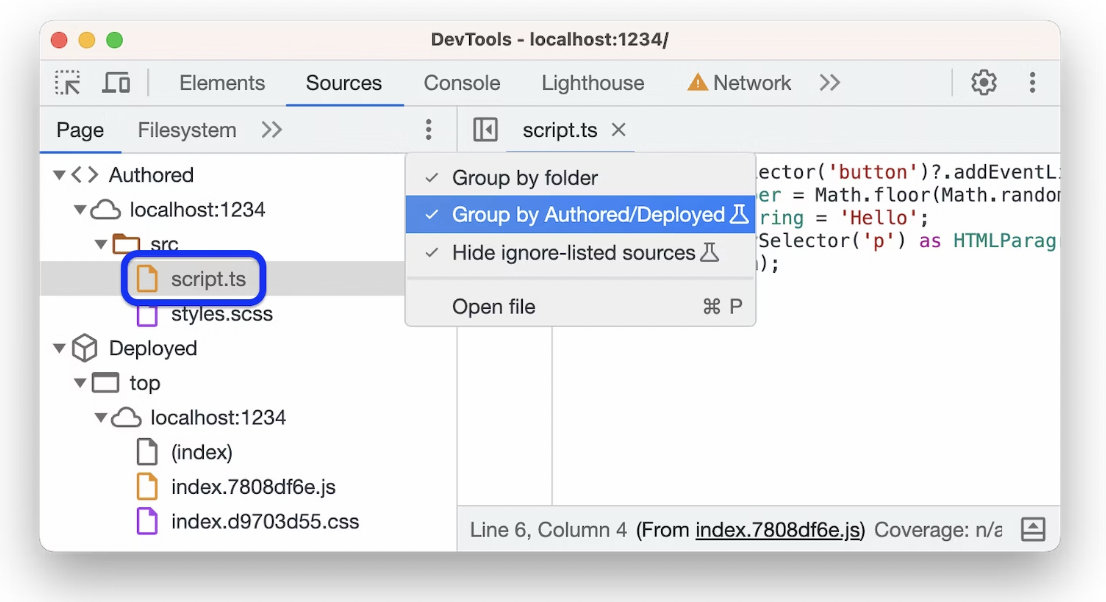 DevTools - localhost:1234/
Elements Sources Console Lighthouse Network
Page Filesystem
script.ts
Authored
localhost:1234
src
script.ts
styles.scss
Deployed
top
localhost:1234
(index)
index.7808df6e.js
index.d9703d55.css
Group by folder
Group by Authored/Deployed
Hide ignore-listed sources
Open file ⌘ P
ector('button')?.addEventLi
er = Math.floor(Math.random
ring = 'Hello';
rSelector('p') as HTMLParag
);
Line 6, Column 4 (From index.7808df6e.js) Coverage: n/a